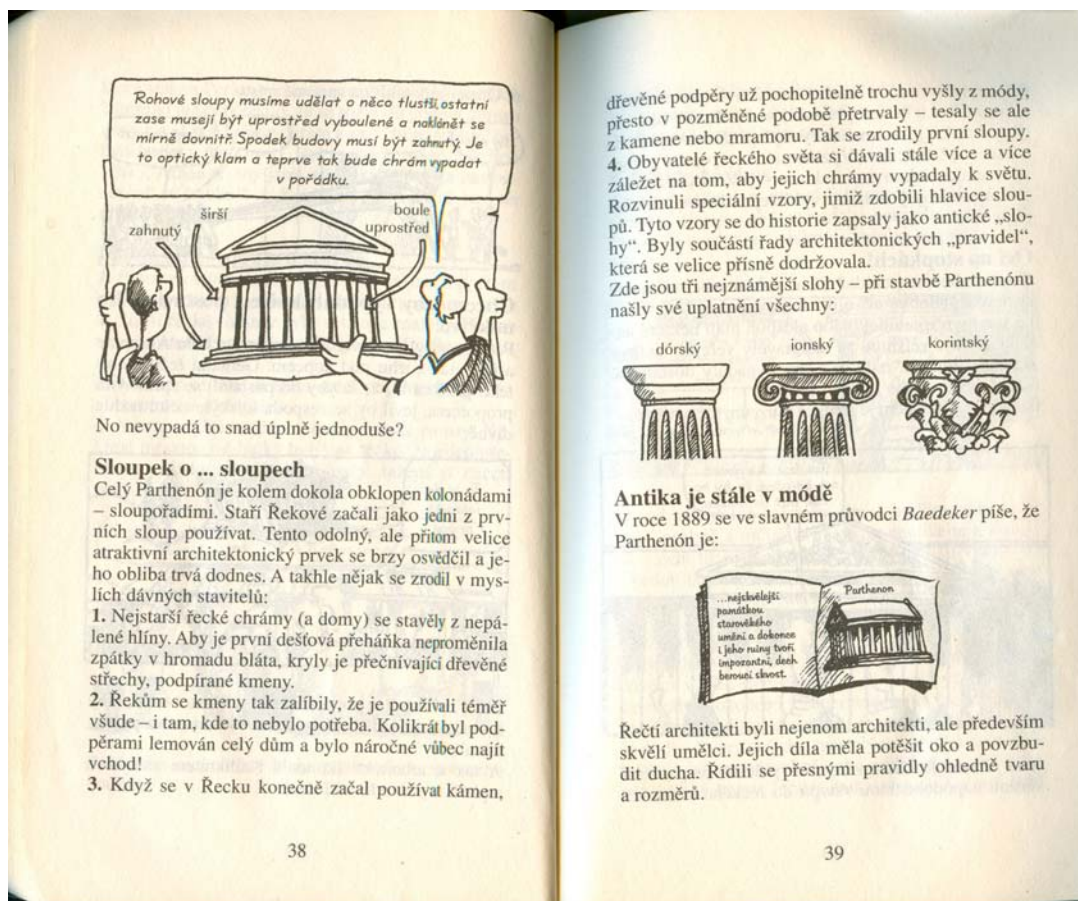 Rohové sloupy musíme udělat o něco tlustší, ostatní
zase musejí být uprostřed vyboulené a naklánět se
mírně dovnitř. Spodek budovy musí být zahnutý. Je
to optický klam a teprve tak bude chrám vypadat
v pořádku.
zahnutý
širší
boule
uprostřed
No nevypadá to snad úplně jednoduše?
Sloupek o ... sloupech
Celý Parthenón je kolem dokola obklopen kolonádami
– sloupořadími. Staří Řekové začali jako jedni z prv-
ních sloup používat. Tento odolný, ale přitom velice
atraktivní architektonický prvek se brzy osvědčil a je-
ho obliba trvá dodnes. A takhle nějak se zrodil v mys-
lích dávných stavitelů:
1. Nejstarší řecké chrámy (a domy) se stavěly z nepá-
lené hlíny. Aby je první dešťová přeháňka neproměnila
zpátky v hromadu bláta, kryly je přečnívající dřevěné
střechy, podpírané kmeny.
2. Řekům se kmeny tak zalíbily, že je používali téměř
všude – i tam, kde to nebylo potřeba. Kolikrát byl pod-
pěrami lemován celý dům a bylo náročné vůbec najít
vchod!
3. Když se v Řecku konečně začal používat kámen,
38
dřevěné podpěry už pochopitelně trochu vyšly z módy,
přesto v pozměněné podobě přetrvaly – tesaly se ale
z kamene nebo mramoru. Tak se zrodily první sloupy.
4. Obyvatelé řeckého světa si dávali stále více a více
záležet na tom, aby jejich chrámy vypadaly k světu.
Rozvinuli speciální vzory, jimiž zdobili hlavice slou-
pů. Tyto vzory se do historie zapsaly jako antické „slo-
hy“. Byly součástí řady architektonických „pravidel“,
která se velice přísně dodržovala.
Zde jsou tři nejznámější slohy – při stavbě Parthenónu
našly své uplatnění všechny:
dórský
ionský
korintský
Antika je stále v módě
V roce 1889 se ve slavném průvodci Baedeker píše, že
Parthenón je:
...nejskvělejší
památkou
starověkého
umění a dokonce
i jeho ruiny tvoří
impozantní, dech
beroucí skvost.
Parthenon
Řečtí architekti byli nejenom architekti, ale především
skvělí umělci. Jejich díla měla potěšit oko a povzbu-
dit ducha. Řídili se přesnými pravidly ohledně tvaru
a rozměrů.
39